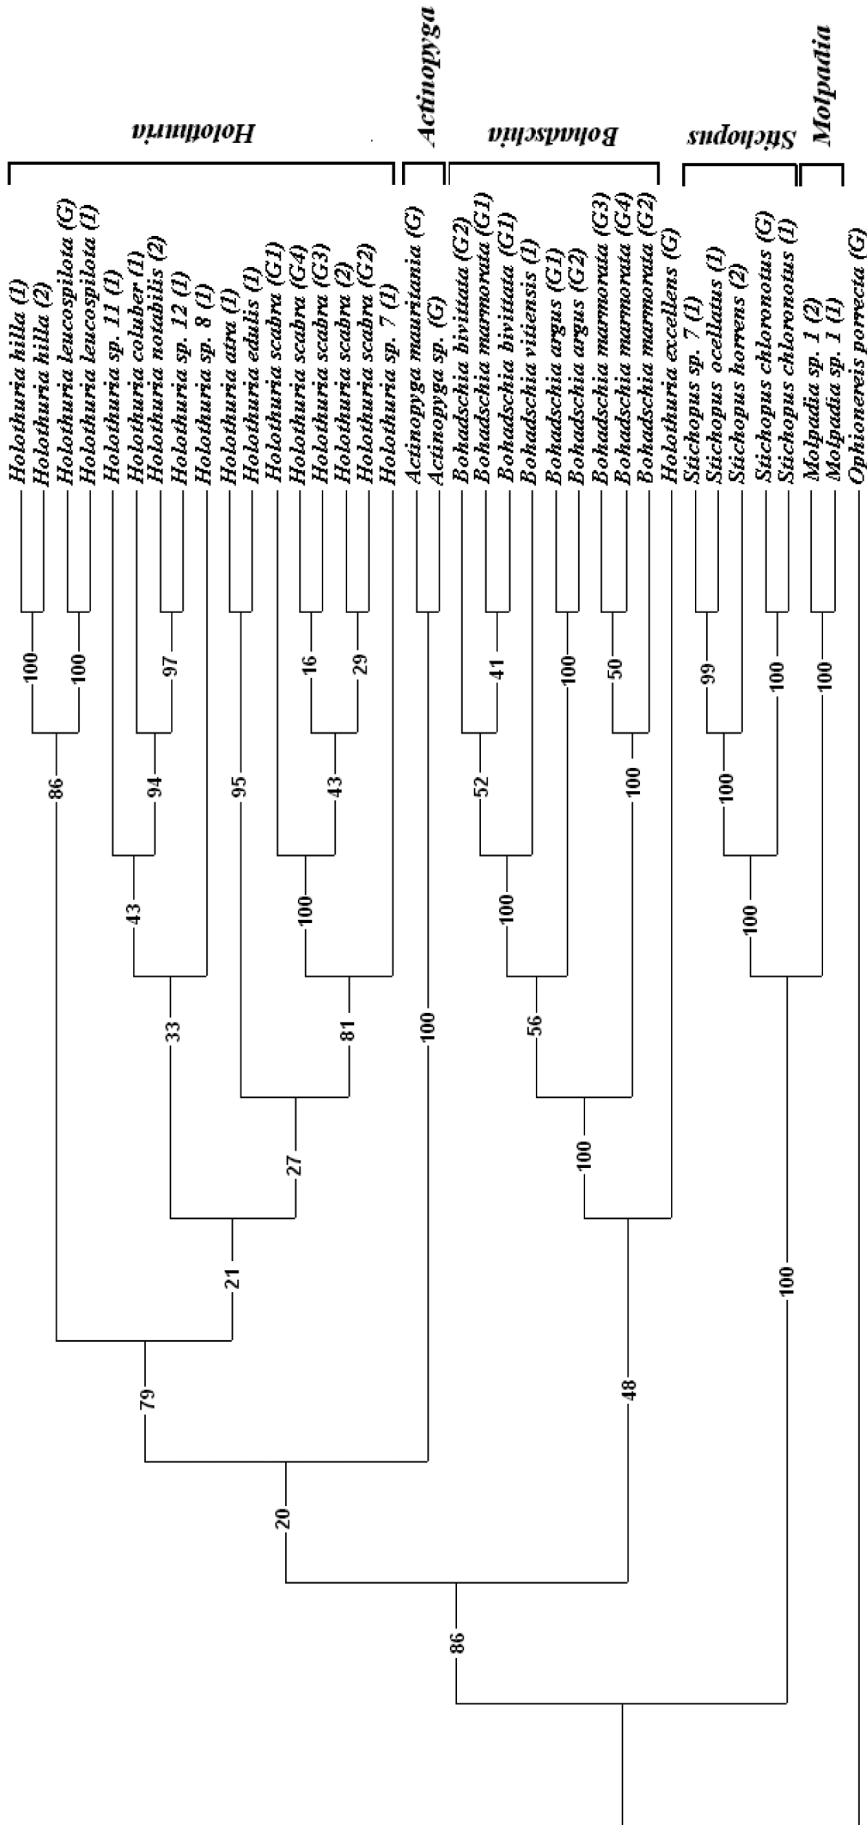 Holothuria
Actinopyga
Bohadschia
Stichopus
Molpadia
Holothuria hilla (1)
Holothuria hilla (2)
Holothuria leucospilota (G)
Holothuria leucospilota (1)
Holothuria sp. 11 (1)
Holothuria coluber (1)
Holothuria notabilis (2)
Holothuria sp. 12 (1)
Holothuria sp. 8 (1)
Holothuria atra (1)
Holothuria edulis (1)
Holothuria scabra (G1)
Holothuria scabra (G4)
Holothuria scabra (G3)
Holothuria scabra (2)
Holothuria scabra (G2)
Holothuria sp. 7 (1)
Actinopyga mauritania (G)
Actinopyga sp. (G)
Bohadschia bivittata (G2)
Bohadschia marmorata (G1)
Bohadschia bivittata (G1)
Bohadschia vitiensis (1)
Bohadschia argus (G1)
Bohadschia argus (G2)
Bohadschia marmorata (G3)
Bohadschia marmorata (G4)
Bohadschia marmorata (G2)
Holothuria excellens (G)
Stichopus sp. 7 (1)
Stichopus ocellatus (1)
Stichopus horrens (2)
Stichopus chloronotus (G)
Stichopus chloronotus (1)
Molpadia sp. 1 (2)
Molpadia sp. 1 (1)
Ophionereis porrecta (G)
100
100
97
16
29
41
100
50
99
100
100
86
94
95
43
52
100
100
43
100
100
100
33
81
100
56
27
100
21
100
79
48
20
86